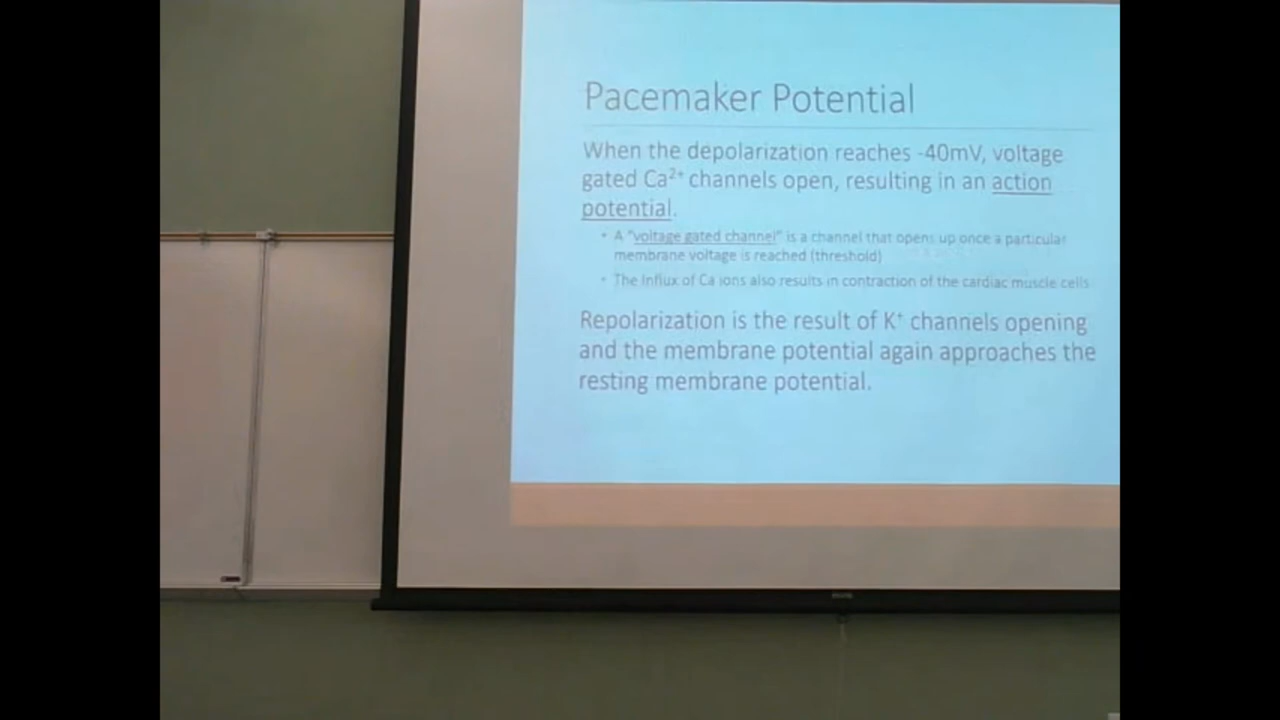 Pacemaker Potential
When the depolarization reaches -40mV, voltage
gated Ca²⁺ channels open, resulting in an action
potential.
• A "voltage gated channel" is a channel that opens up once a particular
membrane voltage is reached (threshold)
• The Influx of Ca ions also results in contraction of the cardiac muscle cells
Repolarization is the result of K⁺ channels opening
and the membrane potential again approaches the
resting membrane potential.